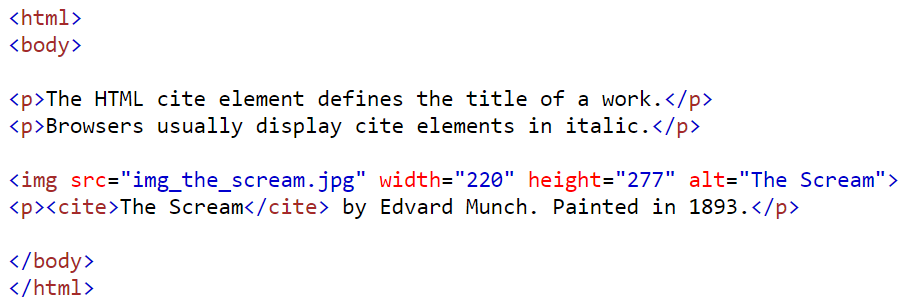 <html>
<body>
<p>The HTML cite element defines the title of a work.</p>
<p>Browsers usually display cite elements in italic.</p>
<img src="img_the_scream.jpg" width="220" height="277" alt="The Scream">
<p><cite>The Scream</cite> by Edvard Munch. Painted in 1893.</p>
</body>
</html>